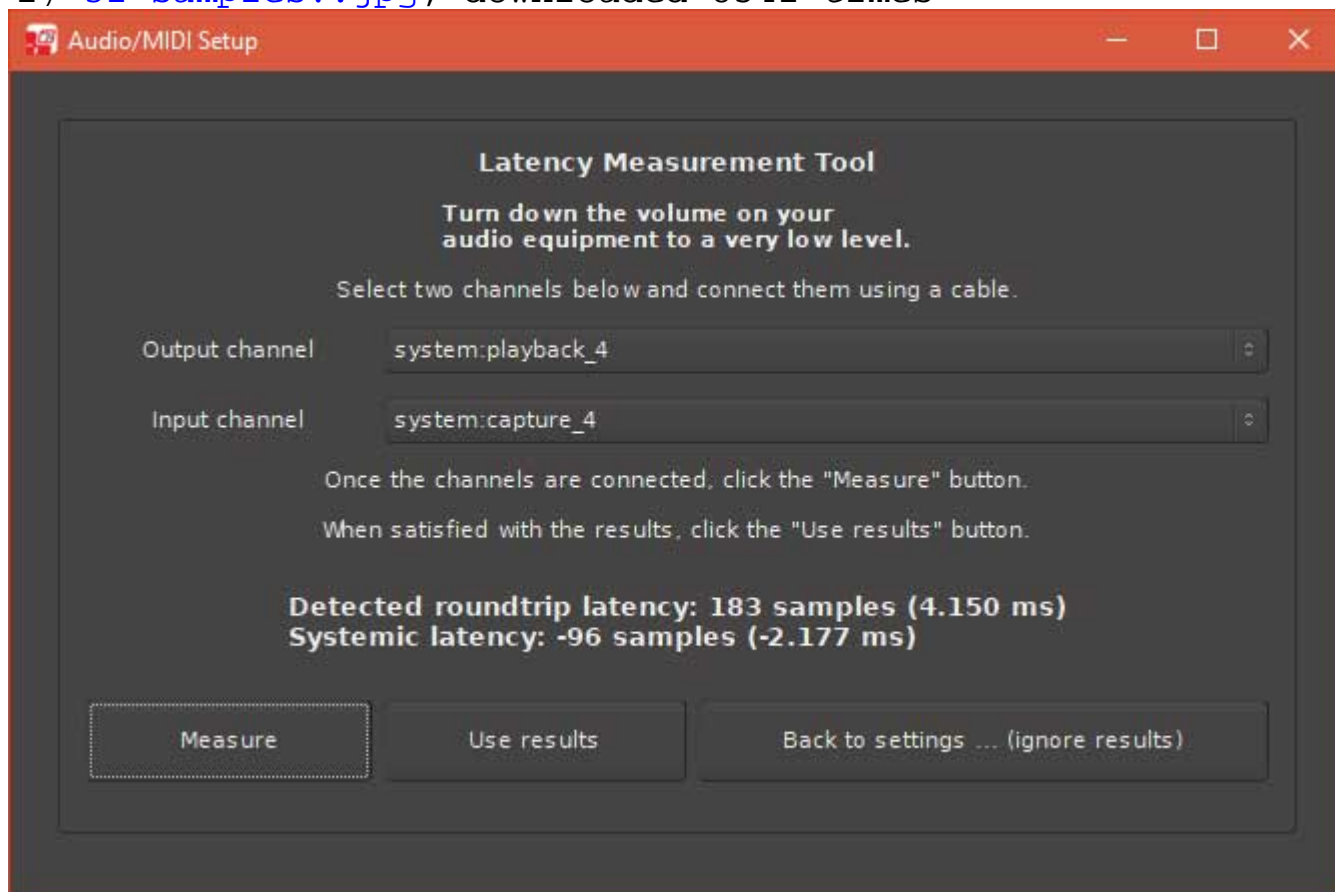 Audio/MIDI Setup
Latency Measurement Tool
Turn down the volume on your
audio equipment to a very low level.
Select two channels below and connect them using a cable.
Output channel system:playback_4
Input channel system:capture_4
Once the channels are connected, click the "Measure" button.
When satisfied with the results, click the "Use results" button.
Detected roundtrip latency: 183 samples (4.150 ms)
Systemic latency: -96 samples (-2.177 ms)
Measure Use results Back to settings ... (ignore results)